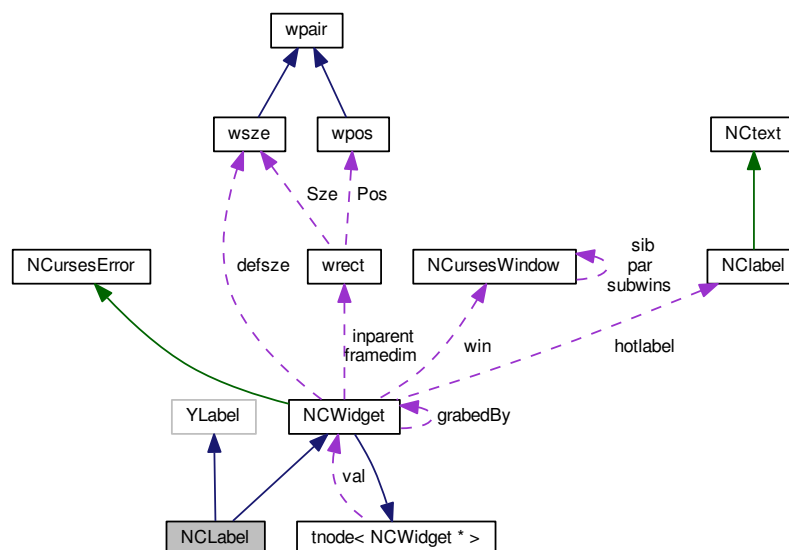 wpair
wsze
wpos
NCtext
Sze
Pos
NCursesError
defsze
wrect
NCursesWindow
sib
par
subwins
NClabel
inparent
framedim
win
hotlabel
YLabel
NCWidget
grabedBy
val
NCLabel
tnode< NCWidget * >